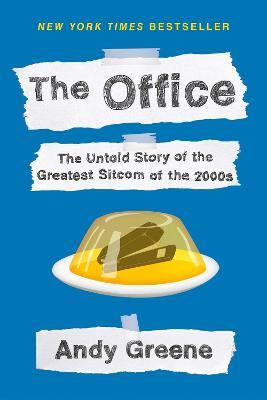 NEW YORK TIMES BESTSELLER
The Office
The Untold Story of the
Greatest Sitcom of the 2000s
Andy Greene